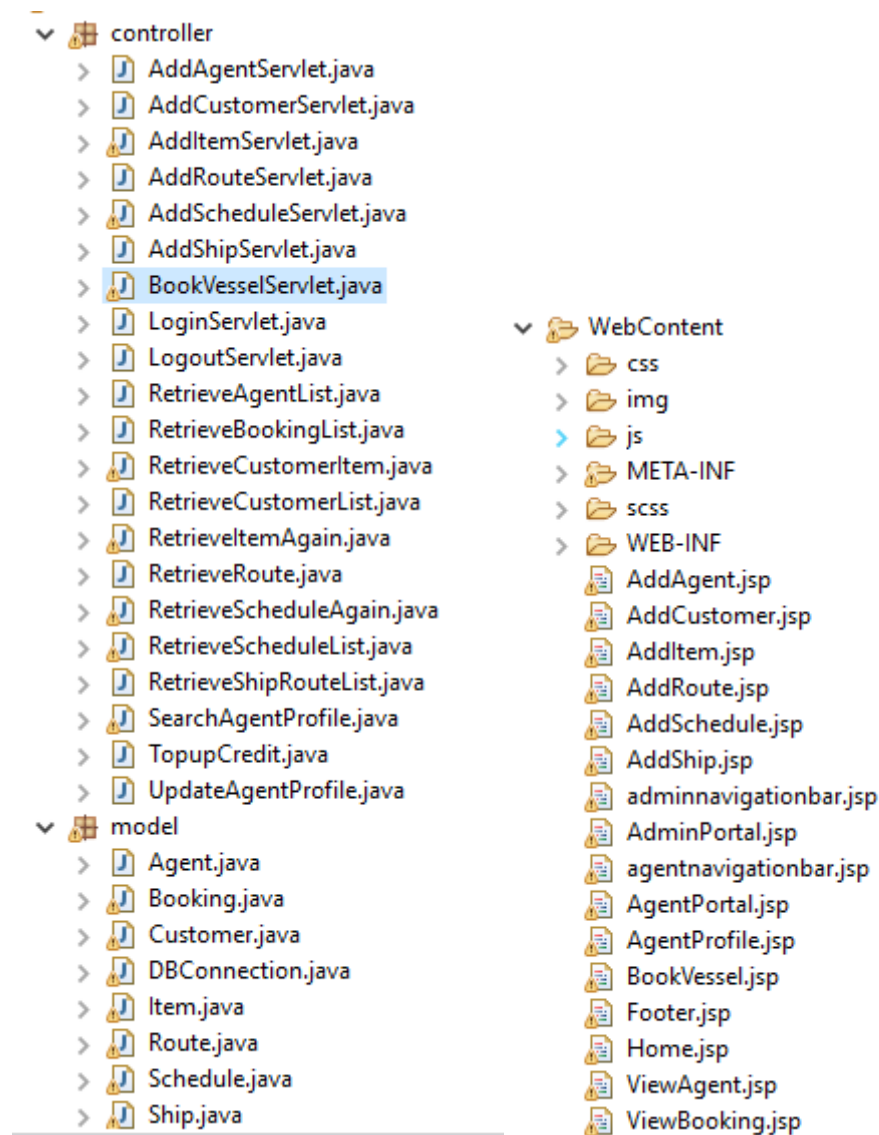 controller
AddAgentServlet.java
AddCustomerServlet.java
AddItemServlet.java
AddRouteServlet.java
AddScheduleServlet.java
AddShipServlet.java
BookVesselServlet.java
LoginServlet.java
LogoutServlet.java
RetrieveAgentList.java
RetrieveBookingList.java
RetrieveCustomerItem.java
RetrieveCustomerList.java
RetrieveItemAgain.java
RetrieveRoute.java
RetrieveScheduleAgain.java
RetrieveScheduleList.java
RetrieveShipRouteList.java
SearchAgentProfile.java
TopupCredit.java
UpdateAgentProfile.java
model
Agent.java
Booking.java
Customer.java
DBConnection.java
Item.java
Route.java
Schedule.java
Ship.java
WebContent
css
img
js
META-INF
scss
WEB-INF
AddAgent.jsp
AddCustomer.jsp
AddItem.jsp
AddRoute.jsp
AddSchedule.jsp
AddShip.jsp
adminnavigationbar.jsp
AdminPortal.jsp
agentnavigationbar.jsp
AgentPortal.jsp
AgentProfile.jsp
BookVessel.jsp
Footer.jsp
Home.jsp
ViewAgent.jsp
ViewBooking.jsp